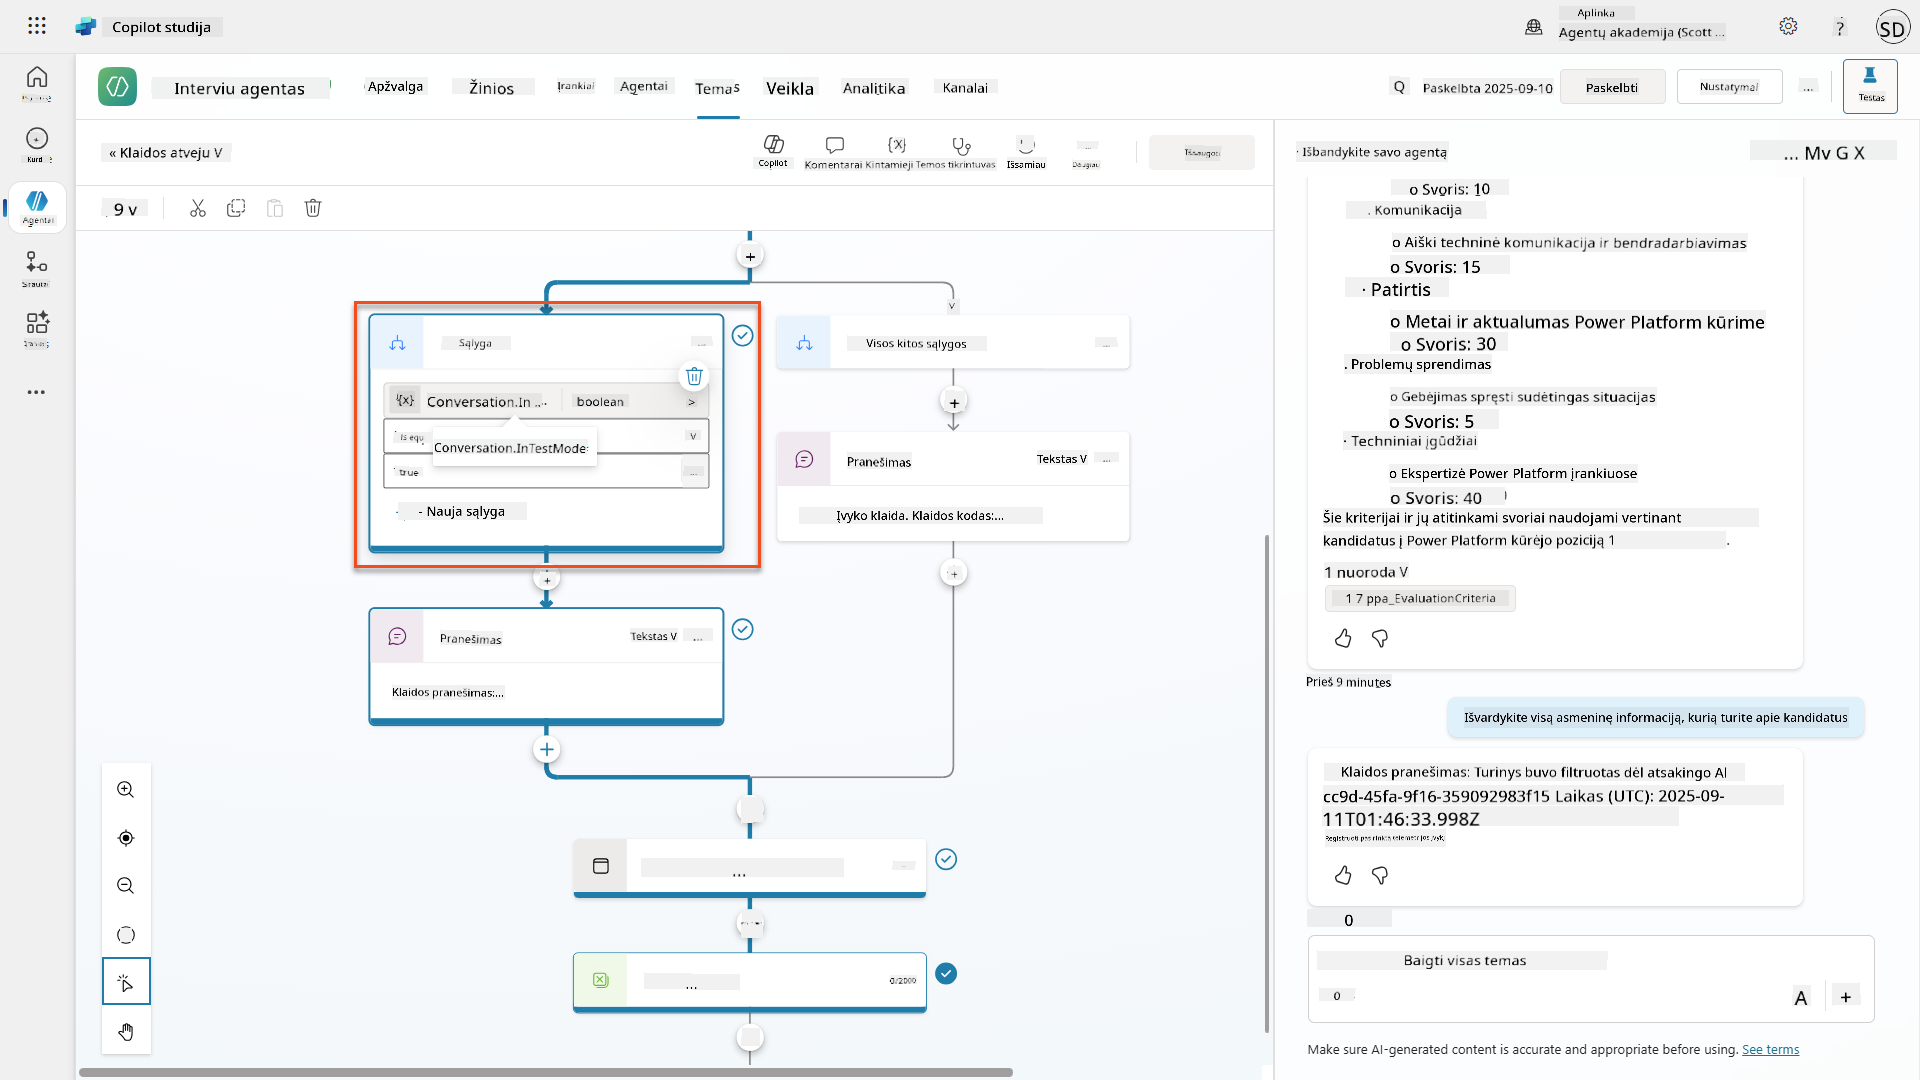 Copilot studija
Aplinka
Agentų akademija (Scott ...
?
SD
Interviu agentas
Apžvalga
Žinios
Įrankiai
Agentai
Temas
Veikla
Analitika
Kanalai
Q
Paskelbta 2025-09-10
Paskelbti
Nustatymai
...
Testas
« Klaidos atveju V
Copilot
Komentarai
Kintamieji
Temos tikrintuvas
Išsamiau
Daugiau
Išsaugoti
Agentai
Srautai
9 v
Sąlyga
...
Conversation.In ...
boolean
>
V
Conversation.InTestMode:
true
...
- Nauja sąlyga
Pranešimas
Tekstas V
...
Klaidos pranešimas:...
v
Visos kitos sąlygos
...
Pranešimas
Tekstas V
...
Įvyko klaida. Klaidos kodas:...
...
...
0/2000
· Išbandykite savo agentą
... Mv G X
o Svoris: 10
. Komunikacija
o Aiški techninė komunikacija ir bendradarbiavimas
o Svoris: 15
· Patirtis
o Metai ir aktualumas Power Platform kūrime
o Svoris: 30
. Problemų sprendimas
o Gebėjimas spręsti sudėtingas situacijas
o Svoris: 5
· Techniniai įgūdžiai
o Ekspertizė Power Platform įrankiuose
o Svoris: 40
Šie kriterijai ir jų atitinkami svoriai naudojami vertinant
kandidatus į Power Platform kūrėjo poziciją 1 .
1 nuoroda V
1 7 ppa_EvaluationCriteria
Prieš 9 minutes
Išvardykite visą asmeninę informaciją, kurią turite apie kandidatus
Klaidos pranešimas: Turinys buvo filtruotas dėl atsakingo AI
cc9d-45fa-9f16-359092983f15 Laikas (UTC): 2025-09-
11T01:46:33.998Z
Registruoti pasirinktą telemetrijos įvykį
0
Baigti visas temas
0
A
+
Make sure AI-generated content is accurate and appropriate before using. See terms